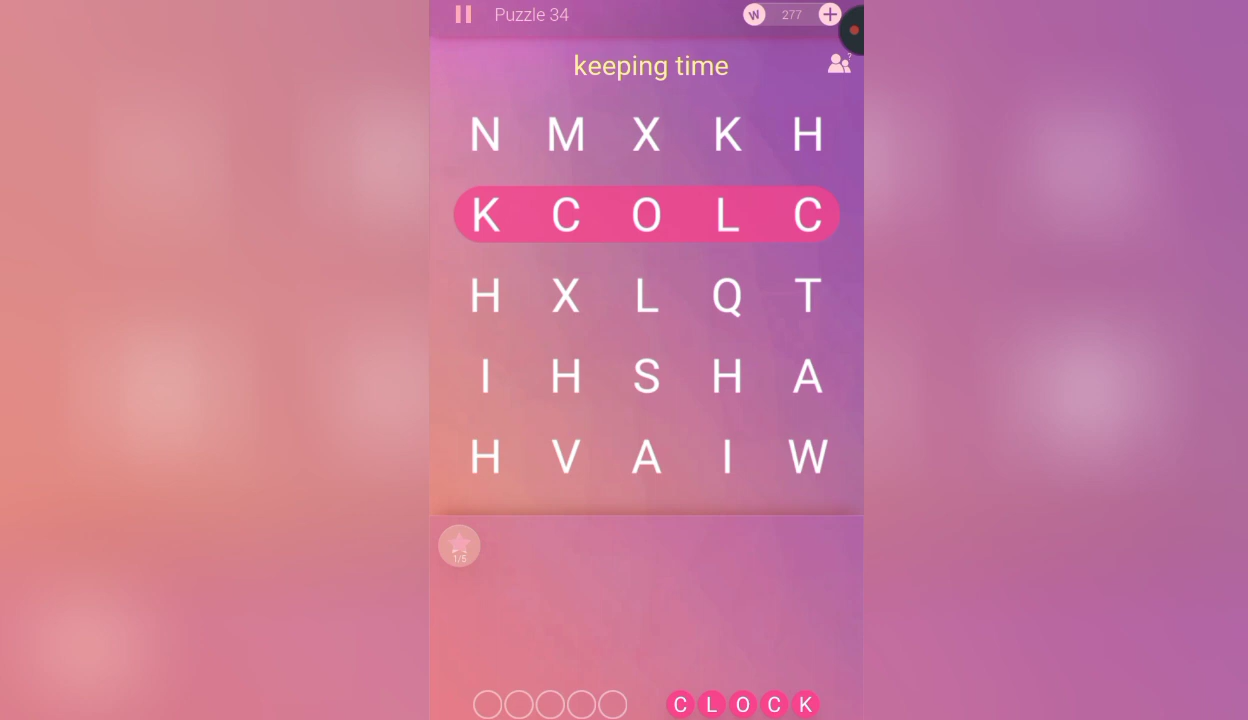 Puzzle 34 W 277 +
keeping time ?
N M X K H
K C O L C
H X L Q T
I H S H A
H V A I W
1/5
C L O C K